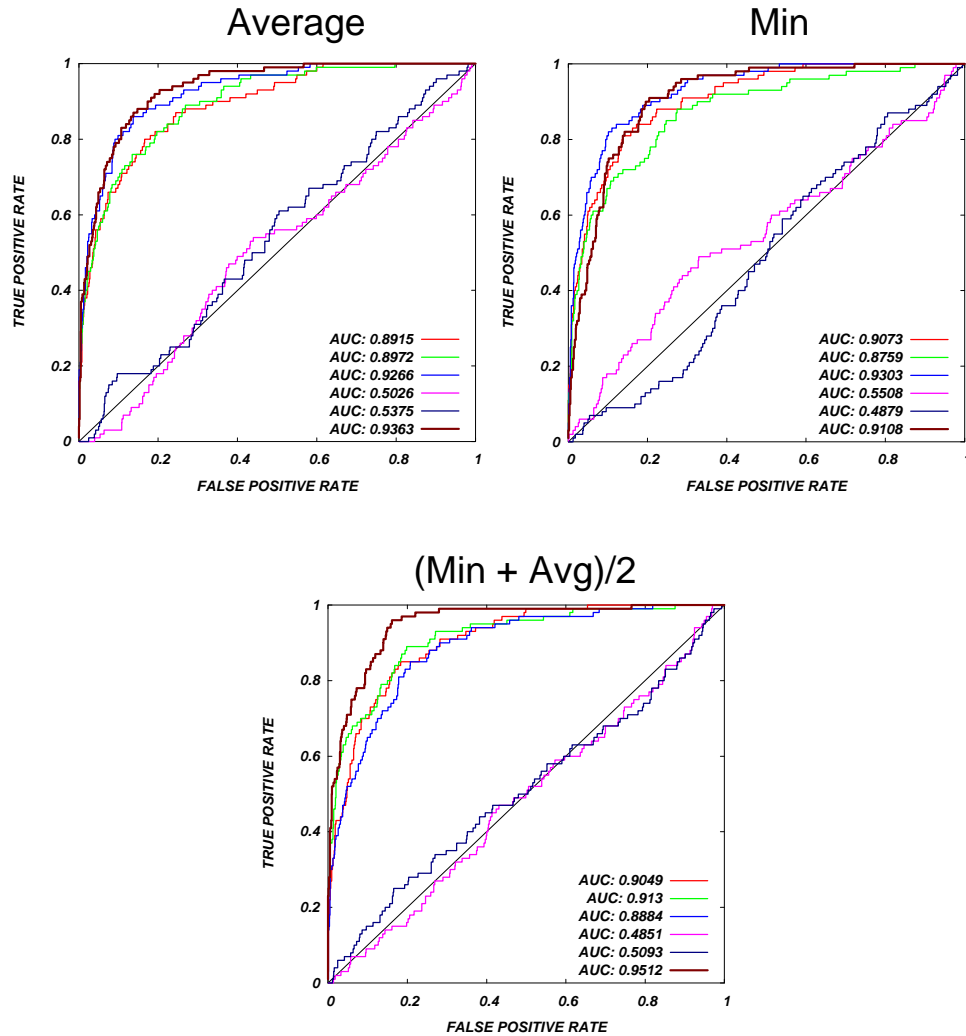 Average
1
0.8
0.6
0.4
0.2
0
TRUE POSITIVE RATE
AUC: 0.8915
AUC: 0.8972
AUC: 0.9266
AUC: 0.5026
AUC: 0.5375
AUC: 0.9363
0 0.2 0.4 0.6 0.8 1
FALSE POSITIVE RATE
Min
1
0.8
0.6
0.4
0.2
0
TRUE POSITIVE RATE
AUC: 0.9073
AUC: 0.8759
AUC: 0.9303
AUC: 0.5508
AUC: 0.4879
AUC: 0.9108
0 0.2 0.4 0.6 0.8 1
FALSE POSITIVE RATE
(Min + Avg)/2
1
0.8
0.6
0.4
0.2
0
TRUE POSITIVE RATE
AUC: 0.9049
AUC: 0.913
AUC: 0.8884
AUC: 0.4851
AUC: 0.5093
AUC: 0.9512
0 0.2 0.4 0.6 0.8 1
FALSE POSITIVE RATE